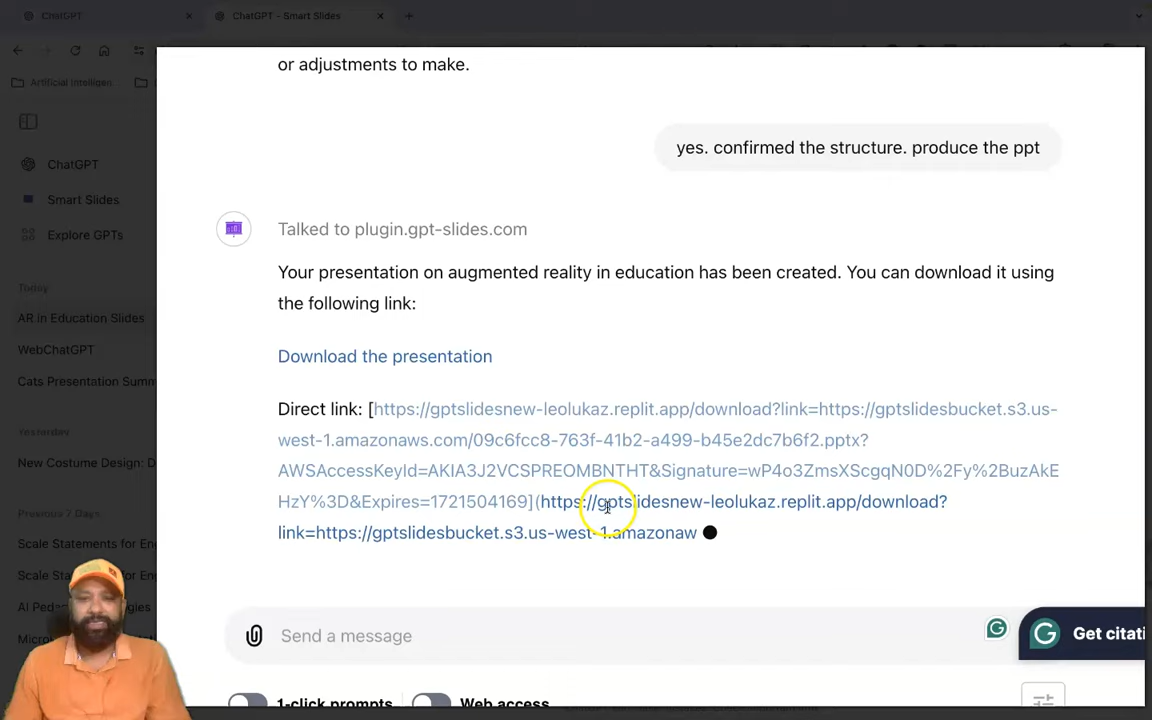 ChatGPT
ChatGPT - Smart Slides
Artificial Intelligen
ChatGPT
Smart Slides
Explore GPTs
Today
AR in Education Slides
WebChatGPT
Cats Presentation Summ
Yesterday
New Costume Design: D
Previous 7 Days
Scale Statements for En
Scale Statements for En
or adjustments to make.
yes. confirmed the structure. produce the ppt
Talked to plugin.gpt-slides.com
Your presentation on augmented reality in education has been created. You can download it using
the following link:
Download the presentation
Direct link: [https://gptslidesnew-leolukaz.replit.app/download?link=https://gptslidesbucket.s3.us-
west-1.amazonaws.com/09c6fcc8-763f-41b2-a499-b45e2dc7b6f2.pptx?
AWSAccessKeyId=AKIA3J2VCSPREOMBNTHT&Signature=wP4o3ZmsXScgqN0D%2Fy%2BuzAkE
HzY%3D&Expires=1721504169](https://gptslidesnew-leolukaz.replit.app/download?
link=https://gptslidesbucket.s3.us-west-1.amazonaw
Send a message
Get citati
1-click prompts
Web access